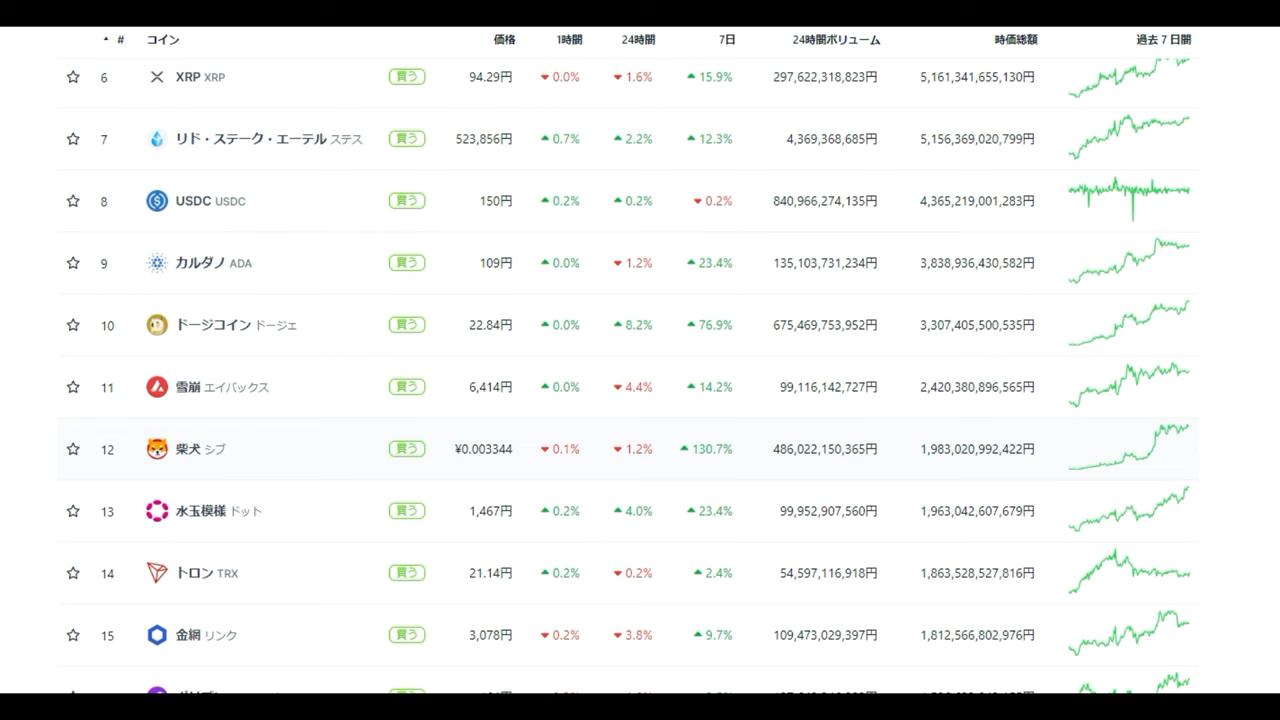 # コイン 価格 1時間 24時間 7日 24時間ボリューム 時価総額 過去 7 日間
6 XRP XRP 買う 94.29円 0.0% 1.6% 15.9% 297,622,318,823円 5,161,341,655,130円
7 リド・ステーク・エーテル ステス 買う 523,856円 0.7% 2.2% 12.3% 4,369,368,685円 5,156,369,020,799円
8 USDC USDC 買う 150円 0.2% 0.2% 0.2% 840,966,274,135円 4,365,219,001,283円
9 カルダノ ADA 買う 109円 0.0% 1.2% 23.4% 135,103,731,234円 3,838,936,430,582円
10 ドージコイン ドージェ 買う 22.84円 0.0% 8.2% 76.9% 675,469,753,952円 3,307,405,500,535円
11 雪崩 エイバックス 買う 6,414円 0.0% 4.4% 14.2% 99,116,142,727円 2,420,380,896,565円
12 柴犬 シブ 買う ¥0.003344 0.1% 1.2% 130.7% 486,022,150,365円 1,983,020,992,422円
13 水玉模様 ドット 買う 1,467円 0.2% 4.0% 23.4% 99,952,907,560円 1,963,042,607,679円
14 トロン TRX 買う 21.14円 0.2% 0.2% 2.4% 54,597,116,918円 1,863,528,527,816円
15 金網 リンク 買う 3,078円 0.2% 3.8% 9.7% 109,473,029,397円 1,812,566,802,976円